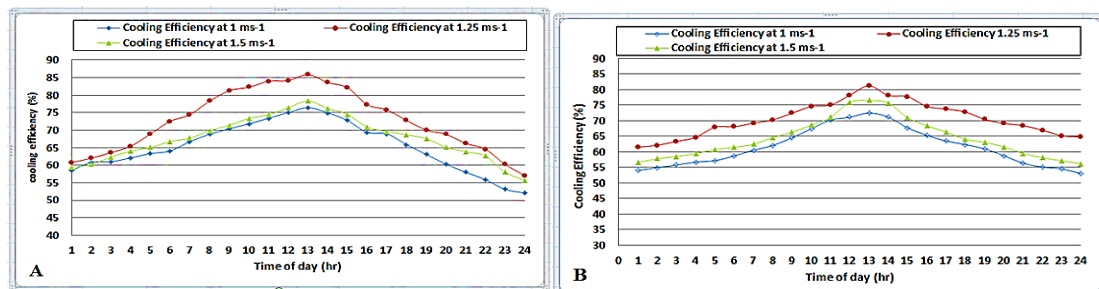 Cooling Efficiency at 1 ms-1
Cooling Efficiency at 1.25 ms-1
Cooling Efficiency at 1.5 ms-1
cooling efficiency (%)
90
85
80
75
70
65
60
55
50
45
40
1 2 3 4 5 6 7 8 9 10 11 12 13 14 15 16 17 18 19 20 21 22 23 24
Time of day (hr)
A
Cooling Efficiency at 1 ms-1
Cooling Efficiency 1.25 ms-1
Cooling Efficiency at 1.5 ms-1
Cooling Efficiency (%)
90
85
80
75
70
65
60
55
50
45
40
35
30
0 1 2 3 4 5 6 7 8 9 10 11 12 13 14 15 16 17 18 19 20 21 22 23 24
Time of day (hr)
B